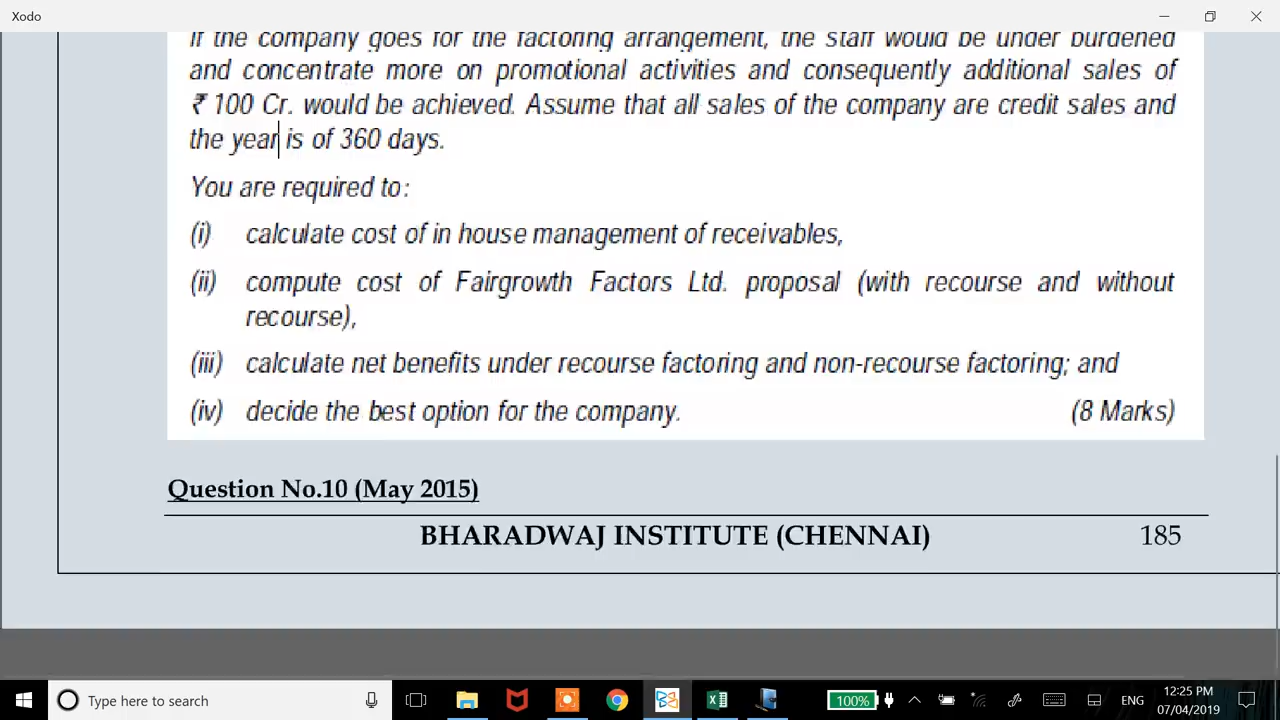 Xodo
If the company goes for the factoring arrangement, the staff would be under burdened
and concentrate more on promotional activities and consequently additional sales of
₹ 100 Cr. would be achieved. Assume that all sales of the company are credit sales and
the year is of 360 days.
You are required to:
(i) calculate cost of in house management of receivables,
(ii) compute cost of Fairgrowth Factors Ltd. proposal (with recourse and without
recourse),
(iii) calculate net benefits under recourse factoring and non-recourse factoring; and
(iv) decide the best option for the company. (8 Marks)
Question No.10 (May 2015)
BHARADWAJ INSTITUTE (CHENNAI) 185
Type here to search
100%
ENG
12:25 PM
07/04/2019